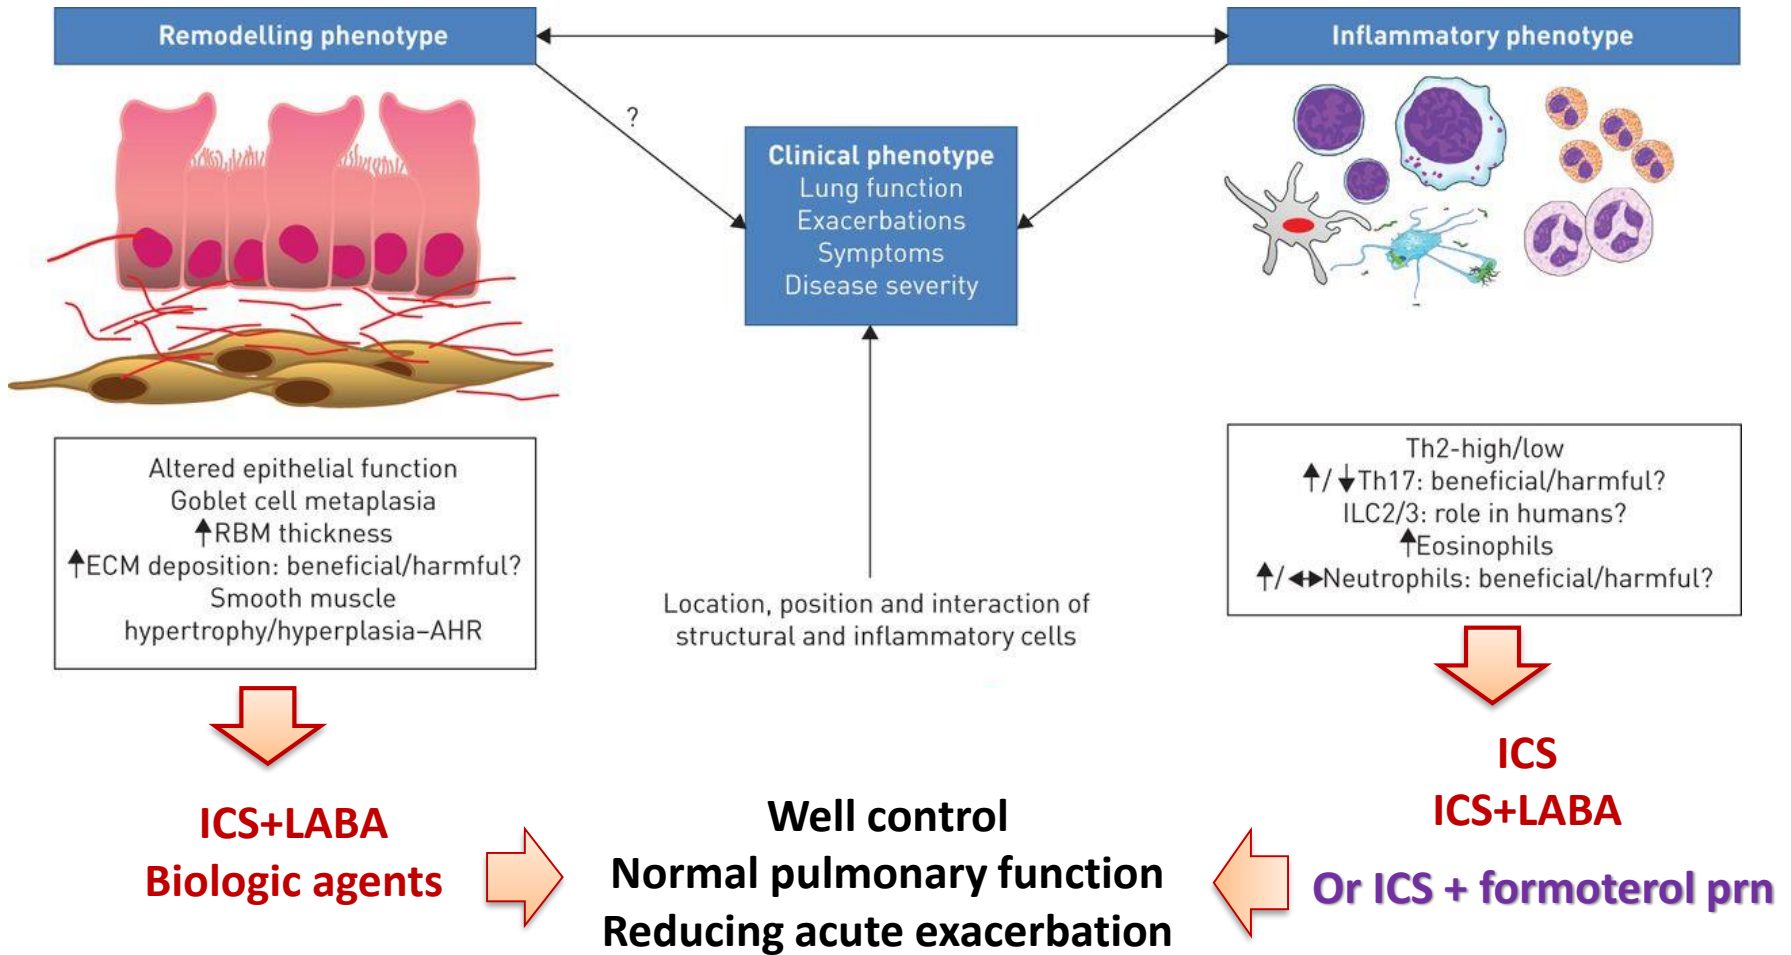 Remodelling phenotype
Inflammatory phenotype
?
Clinical phenotype
Lung function
Exacerbations
Symptoms
Disease severity
Altered epithelial function
Goblet cell metaplasia
↑RBM thickness
↑ECM deposition: beneficial/harmful?
Smooth muscle
hypertrophy/hyperplasia–AHR
Location, position and interaction of
structural and inflammatory cells
Th2-high/low
↑/↓Th17: beneficial/harmful?
ILC2/3: role in humans?
↑Eosinophils
↑/↔Neutrophils: beneficial/harmful?
ICS+LABA
Biologic agents
Well control
Normal pulmonary function
Reducing acute exacerbation
ICS
ICS+LABA
Or ICS + formoterol prn